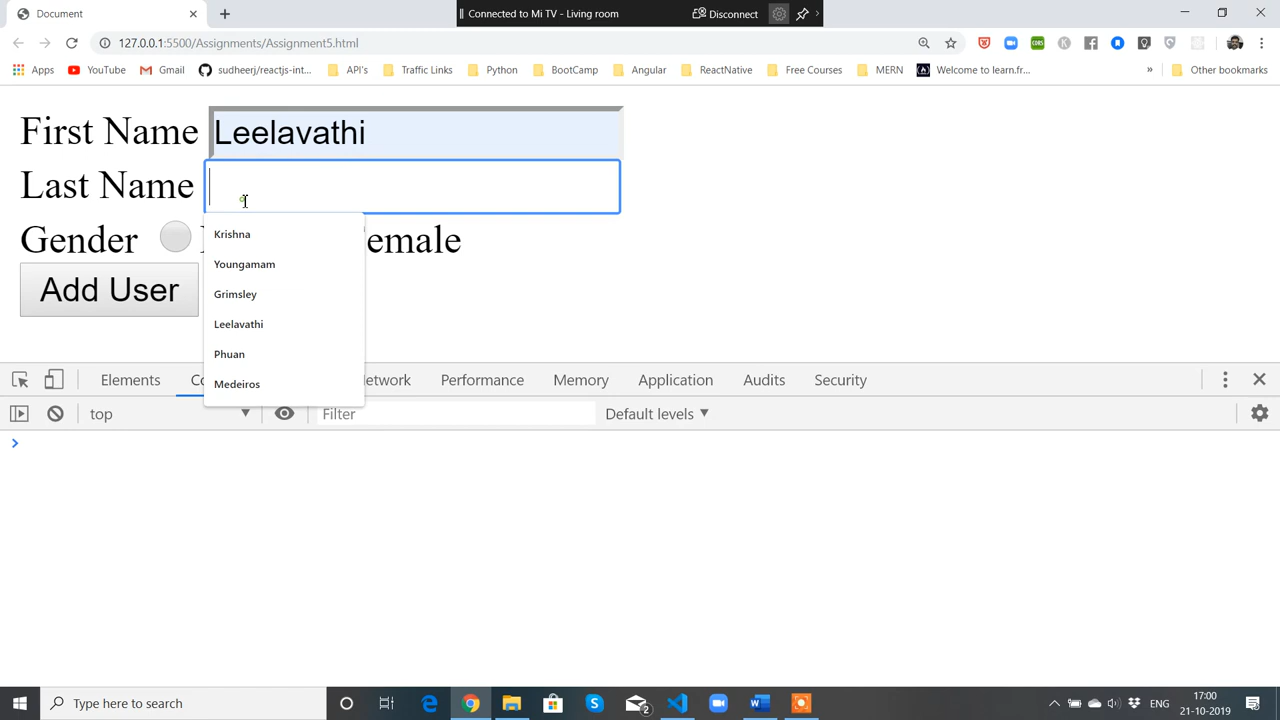 Document
Connected to Mi TV - Living room
Disconnect
127.0.0.1:5500/Assignments/Assignment5.html
Apps
YouTube
Gmail
sudheerj/reactjs-int...
API's
Traffic Links
Python
BootCamp
Angular
ReactNative
Free Courses
MERN
Welcome to learn.fr...
»
Other bookmarks
First Name Leelavathi
Last Name
Gender emale
Krishna
Youngamam
Grimsley
Leelavathi
Phuan
Medeiros
Add User
Elements
Co
etwork
Performance
Memory
Application
Audits
Security
top
Filter
Default levels
Type here to search
2
ENG
17:00
21-10-2019